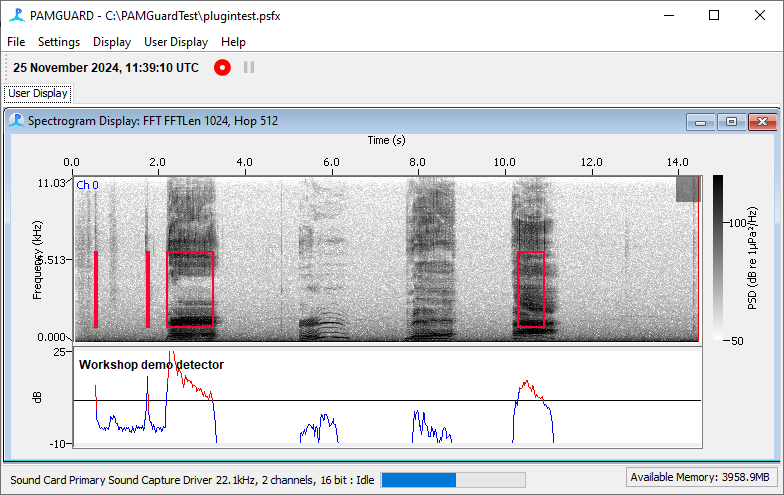 PAMGUARD - C:\PAMGuardTest\plugintest.psfx
File Settings Display User Display Help
25 November 2024, 11:39:10 UTC
User Display
Spectrogram Display: FFT FFTLen 1024, Hop 512
Time (s)
0.0 2.0 4.0 6.0 8.0 10.0 12.0 14.0
11.03
Ch 0
Frequency (kHz)
5.513
0.000
100
50
PSD (dB re 1µPa²/Hz)
25
Workshop demo detector
dB
-10
Sound Card Primary Sound Capture Driver 22.1kHz, 2 channels, 16 bit : Idle
Available Memory: 3958.9MB